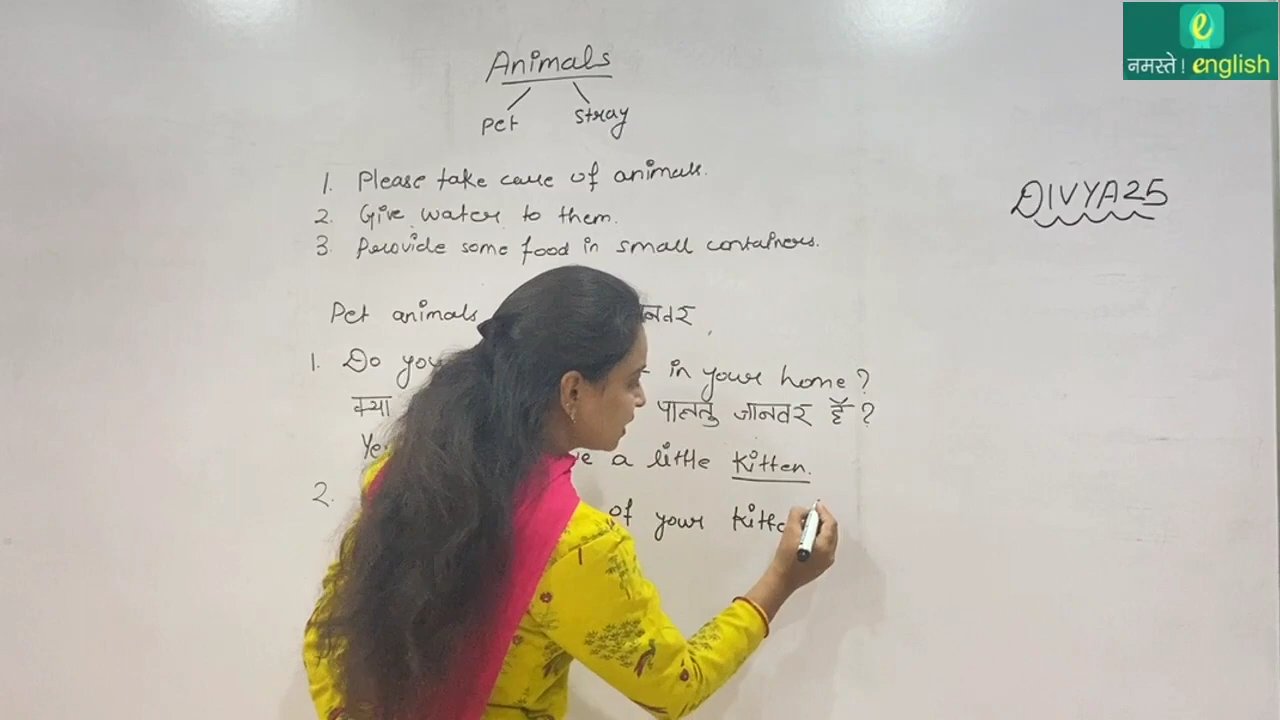 e
नमस्ते ! english
Animals
Pet stray
DIVYA25
1. Please take care of animals.
2. Give water to them.
3. Provide some food in small containers.
Pet animals जानवर
1. Do you in your home ?
क्या पालतु जानवर हैं ?
a little kitten.
2. of your